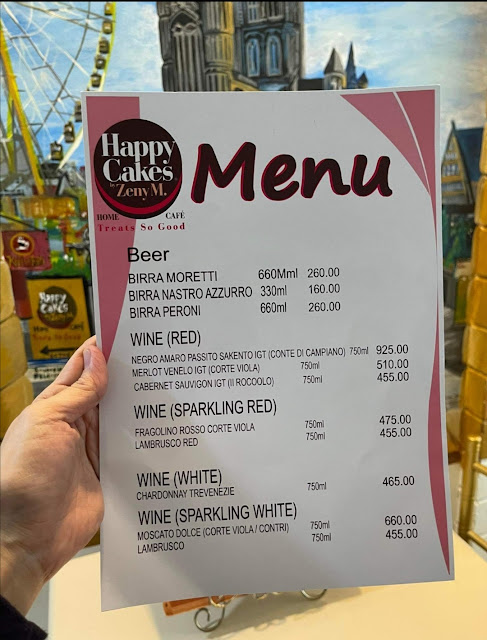 Happy
Cakes
by ZenyM.
HOME CAFÉ
Treats So Good
Menu
Beer
BIRRA MORETTI 660Mml 260.00
BIRRA NASTRO AZZURRO 330ml 160.00
BIRRA PERONI 660ml 260.00
WINE (RED)
NEGRO AMARO PASSITO SAKENTO IGT (CONTE DI CAMPIANO) 750ml 925.00
MERLOT VENELO IGT (CORTE VIOLA) 750ml 510.00
CABERNET SAUVIGON IGT (II ROCOOLO) 750ml 455.00
WINE (SPARKLING RED)
FRAGOLINO ROSSO CORTE VIOLA 750ml 475.00
LAMBRUSCO RED 750ml 455.00
WINE (WHITE)
CHARDONNAY TREVENEZIE 750ml 465.00
WINE (SPARKLING WHITE)
MOSCATO DOLCE (CORTE VIOLA / CONTRI) 750ml 660.00
LAMBRUSCO 750ml 455.00
Happy
Cakes